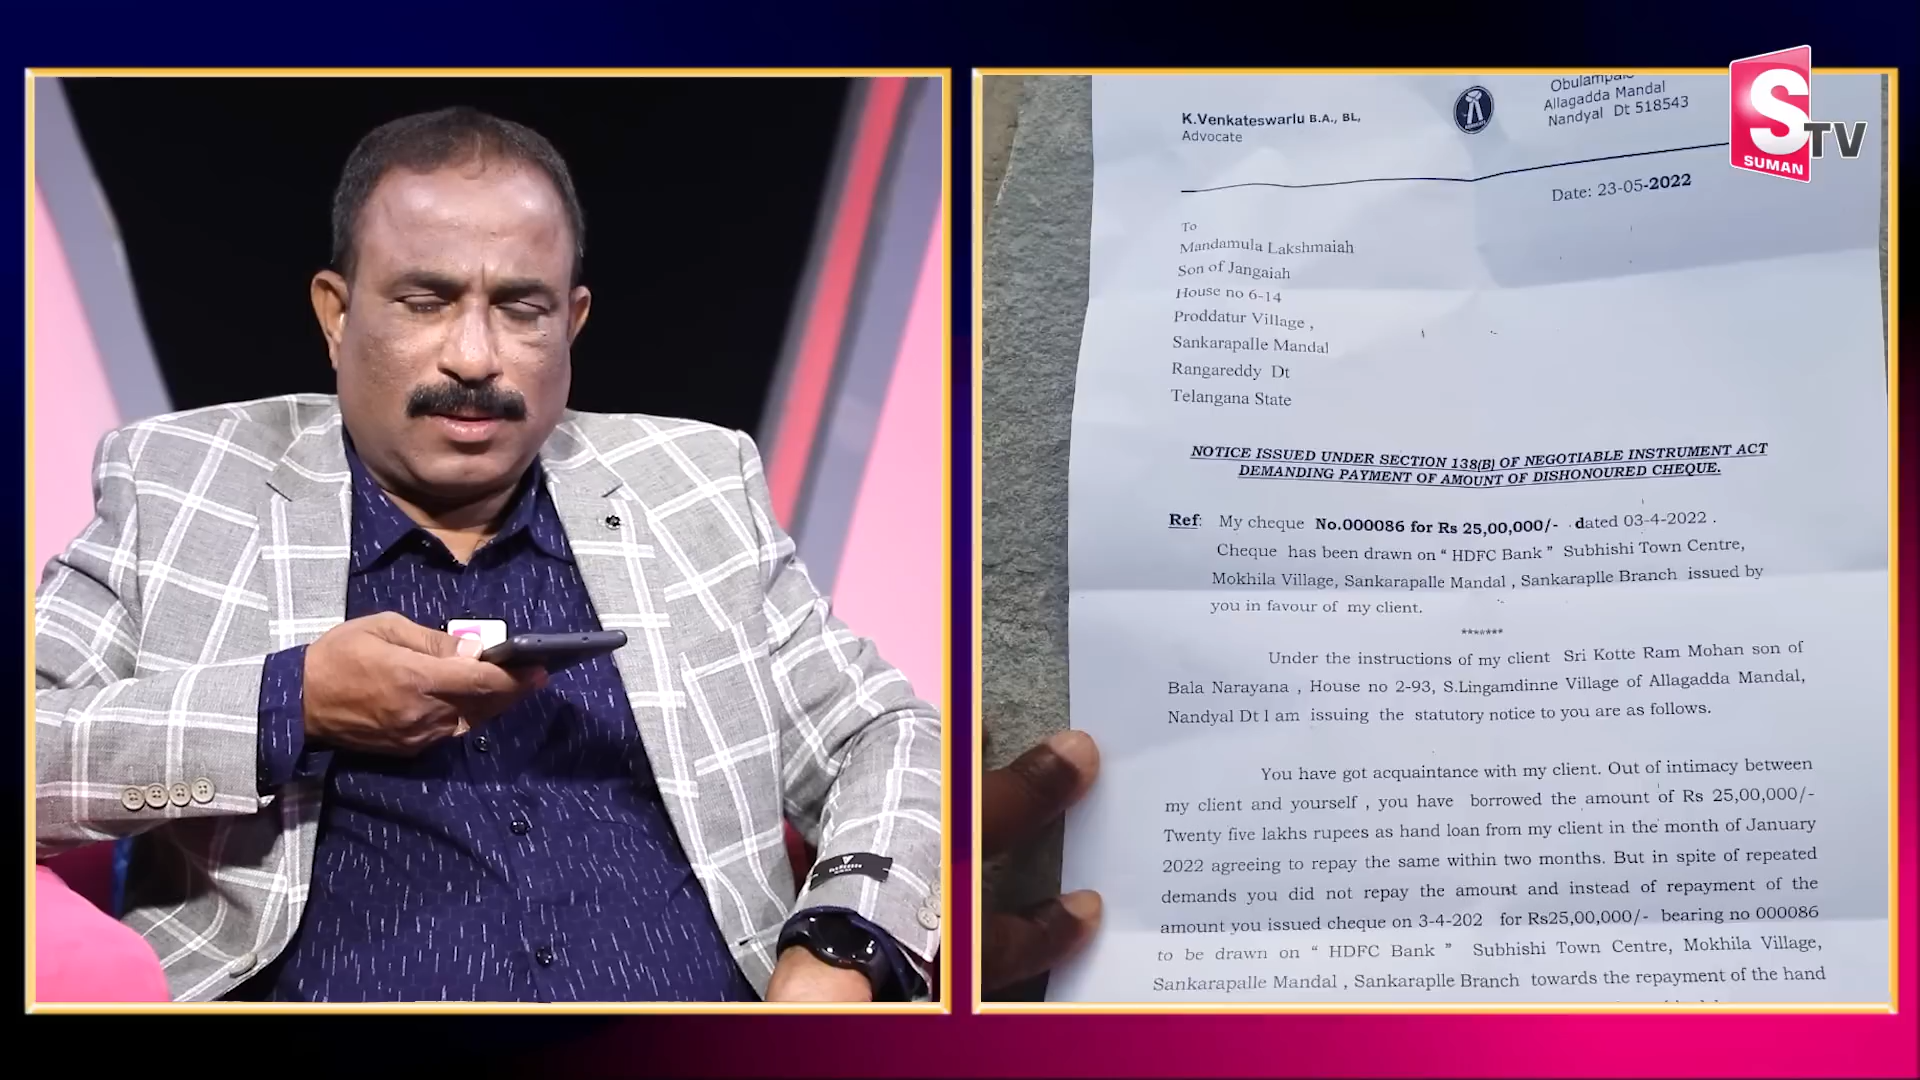 S
SUMAN
TV
K.Venkateswarlu B.A., BL,
Advocate
Allagadda Mandal
Nandyal Dt 518543
Date: 23-05-2022
To
Mandamula Lakshmaiah
Son of Jangaiah
House no 6-14
Proddatur Village ,
Sankarapalle Mandal
Rangareddy Dt
Telangana State
NOTICE ISSUED UNDER SECTION 138(B) OF NEGOTIABLE INSTRUMENT ACT
DEMANDING PAYMENT OF AMOUNT OF DISHONOURED CHEQUE.
Ref: My cheque No.000086 for Rs 25,00,000/- dated 03-4-2022 .
Cheque has been drawn on “ HDFC Bank ” Subhishi Town Centre,
Mokhila Village, Sankarapalle Mandal , Sankaraplle Branch issued by
you in favour of my client.
*******
Under the instructions of my client Sri Kotte Ram Mohan son of
Bala Narayana , House no 2-93, S.Lingamdinne Village of Allagadda Mandal,
Nandyal Dt I am issuing the statutory notice to you are as follows.
You have got acquaintance with my client. Out of intimacy between
my client and yourself , you have borrowed the amount of Rs 25,00,000/-
Twenty five lakhs rupees as hand loan from my client in the month of January
2022 agreeing to repay the same within two months. But in spite of repeated
demands you did not repay the amount and instead of repayment of the
amount you issued cheque on 3-4-202 for Rs25,00,000/- bearing no 000086
to be drawn on “ HDFC Bank ” Subhishi Town Centre, Mokhila Village,
Sankarapalle Mandal , Sankaraplle Branch towards the repayment of the hand